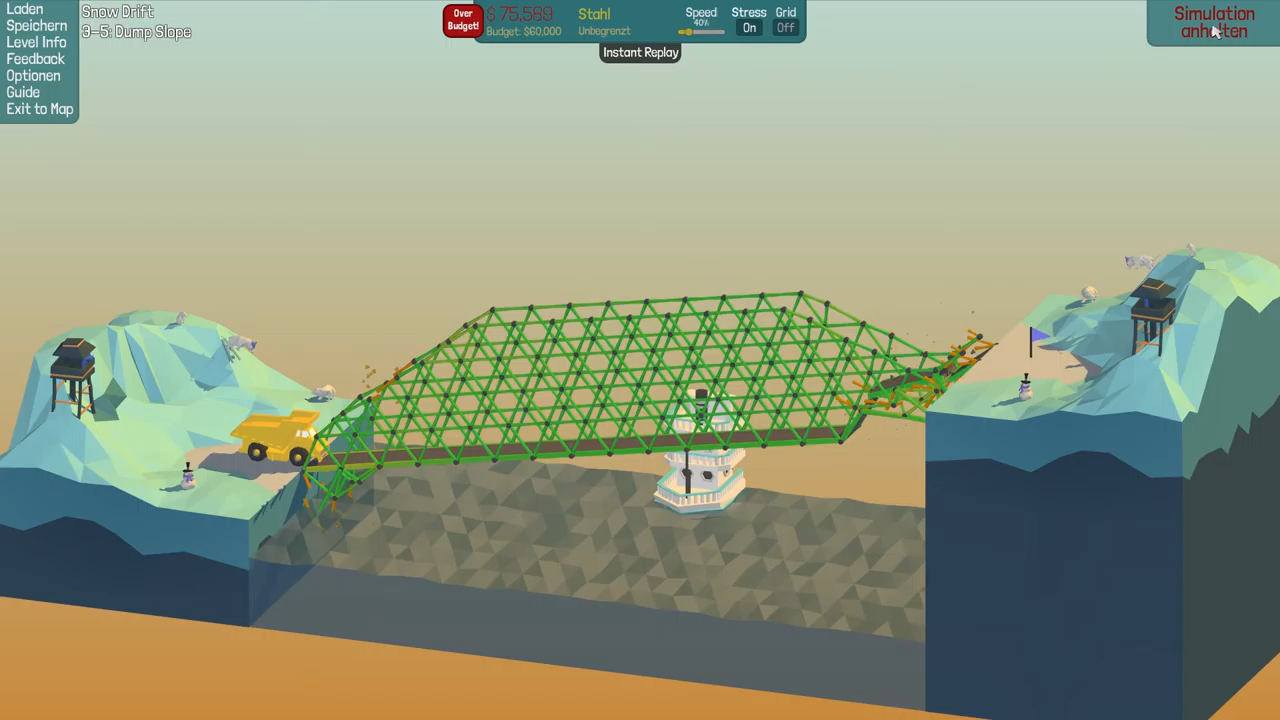 Laden
Speichern
Level Info
Feedback
Optionen
Guide
Exit to Map
Snow Drift
3-5: Dump Slope
Over
Budget!
$ 75,569
Budget: $60,000
Stahl
Unbegrenzt
Speed
40%
Stress
On
Grid
Off
Instant Replay
Simulation
anhalten